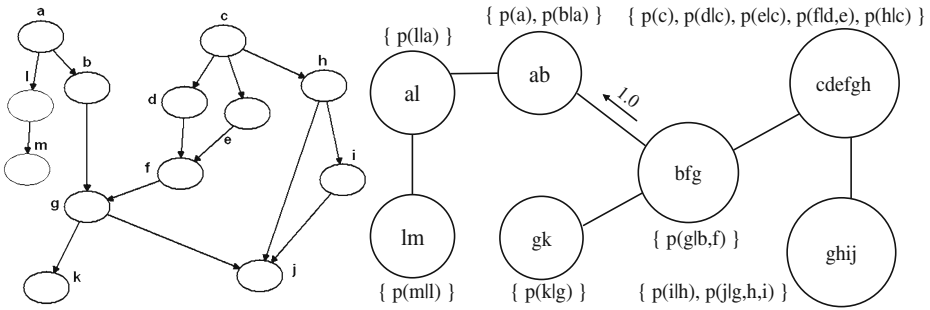 a
c
b
l
h
d
e
m
f
i
g
j
k
{ p(l|a) }
{ p(a), p(b|a) }
{ p(c), p(d|c), p(e|c), p(f|d,e), p(h|c) }
al
ab
cdefgh
1.0
bfg
lm
gk
ghij
{ p(g|b,f) }
{ p(m|l) }
{ p(k|g) }
{ p(i|h), p(j|g,h,i) }